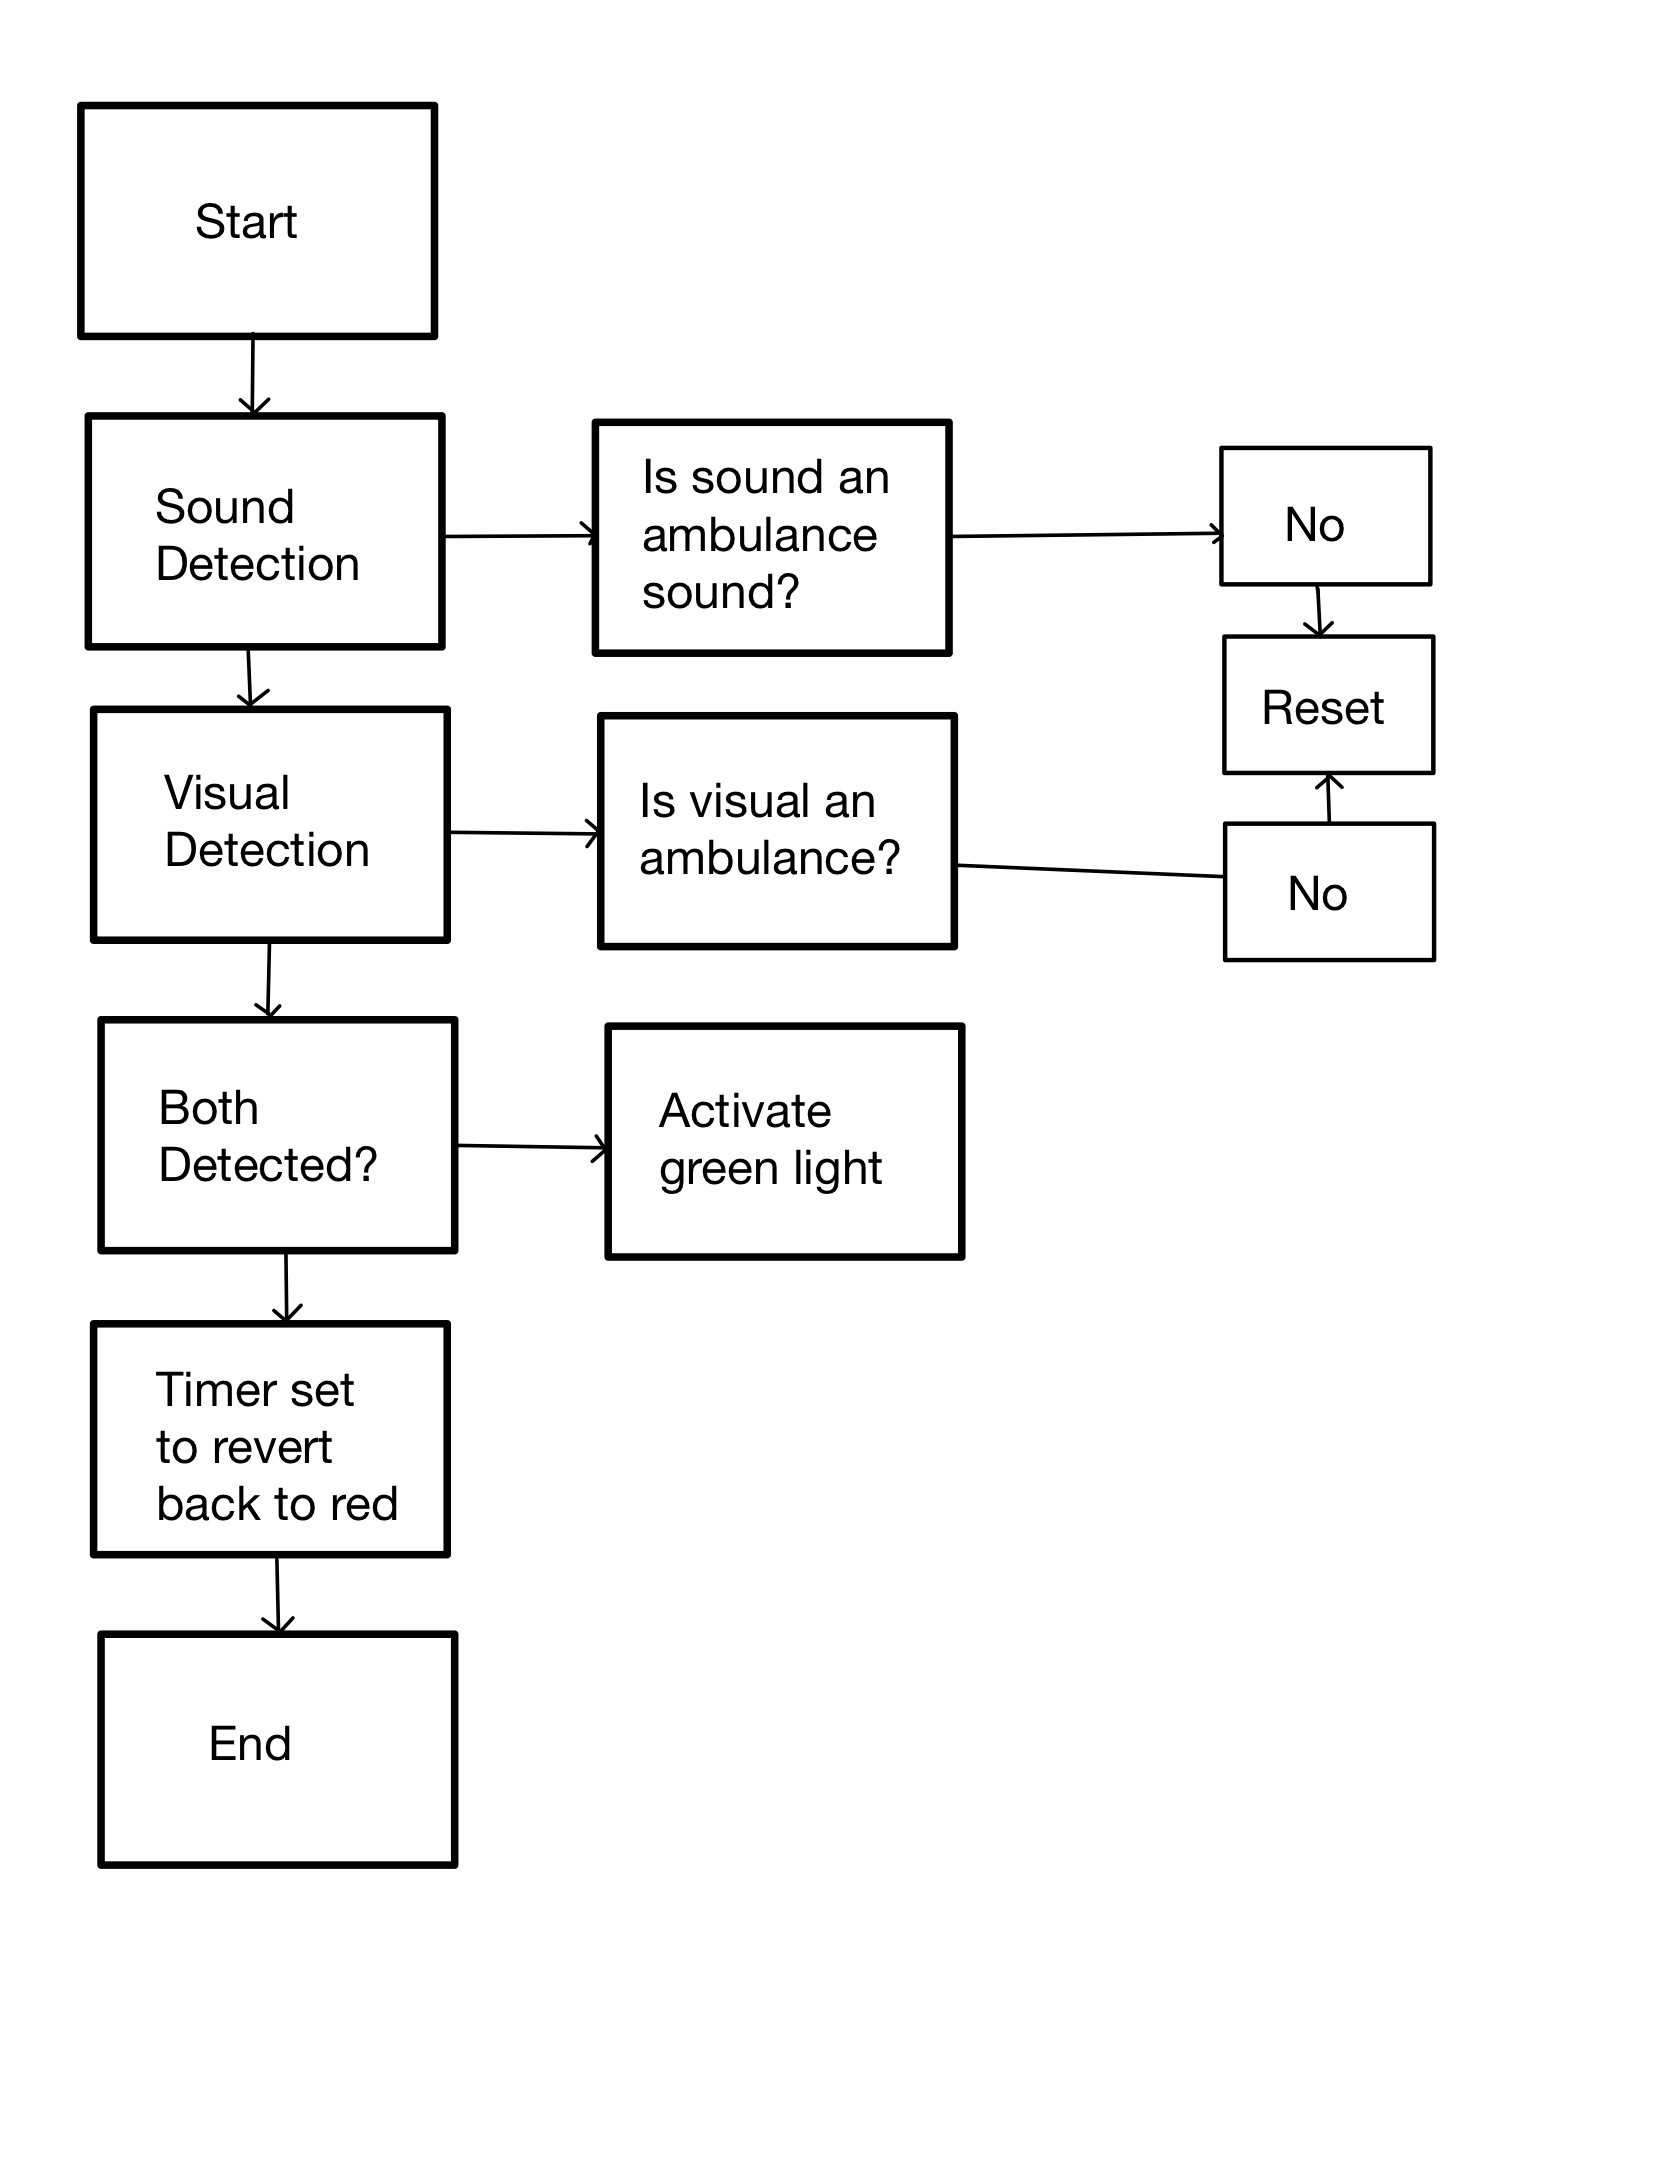 Start
Sound
Detection
Is sound an
ambulance
sound?
No
Reset
Visual
Detection
Is visual an
ambulance?
No
Both
Detected?
Activate
green light
Timer set
to revert
back to red
End